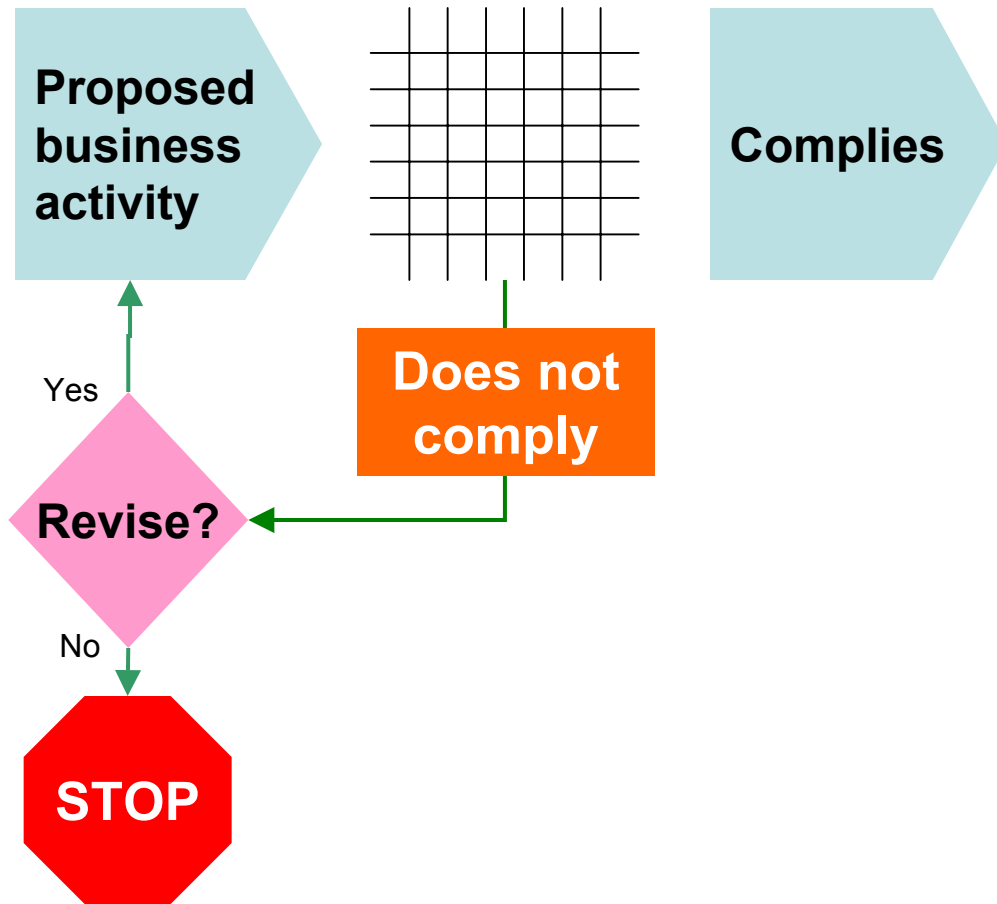 Proposed
business
activity
Complies
Does not
comply
Yes
Revise?
No
STOP